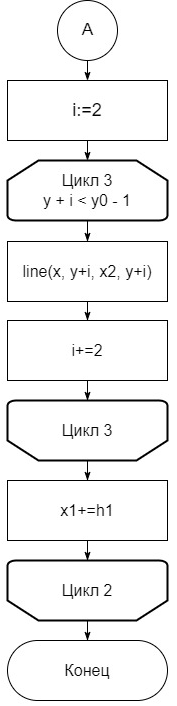 A
i:=2
Цикл 3
y + i < y0 - 1
line(x, y+i, x2, y+i)
i+=2
Цикл 3
x1+=h1
Цикл 2
Конец